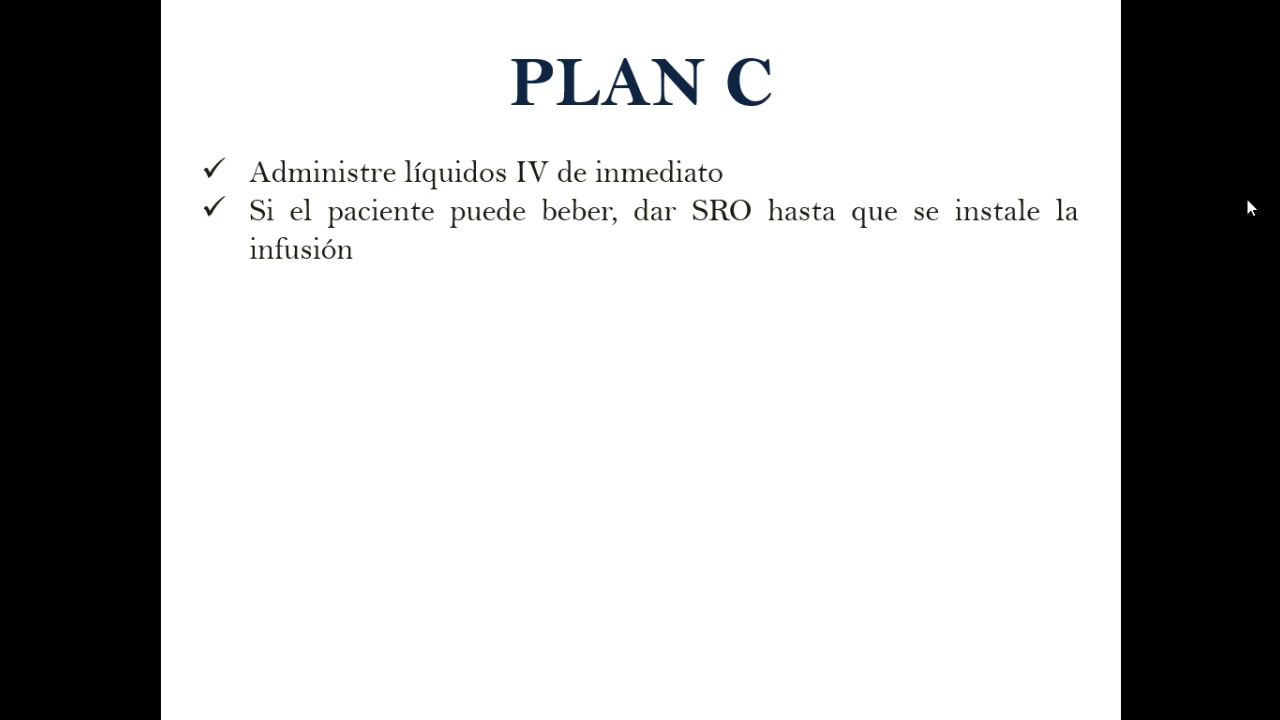 PLAN C
✓ Administre líquidos IV de inmediato
✓ Si el paciente puede beber, dar SRO hasta que se instale la
infusión